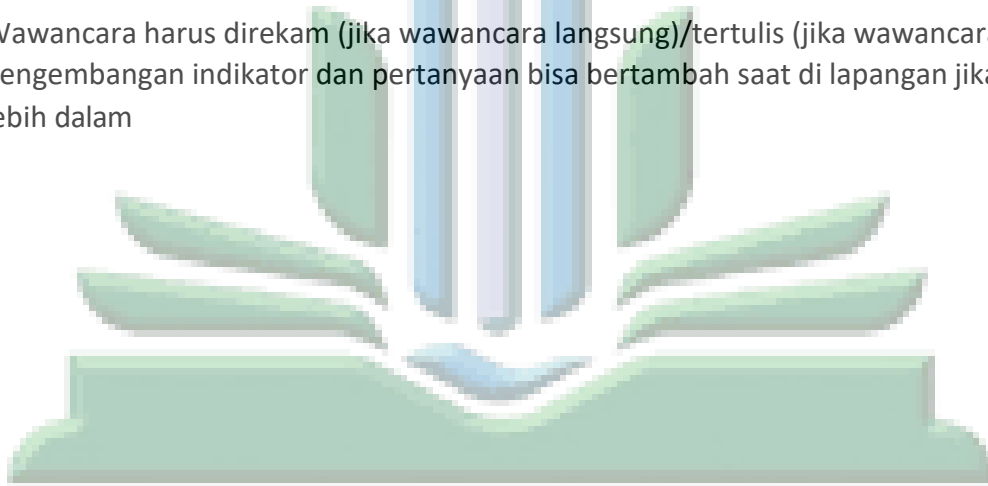 Wawancara harus direkam (jika wawancara langsung)/tertulis (jika wawancara
engembangan indikator dan pertanyaan bisa bertambah saat di lapangan jika
ebih dalam